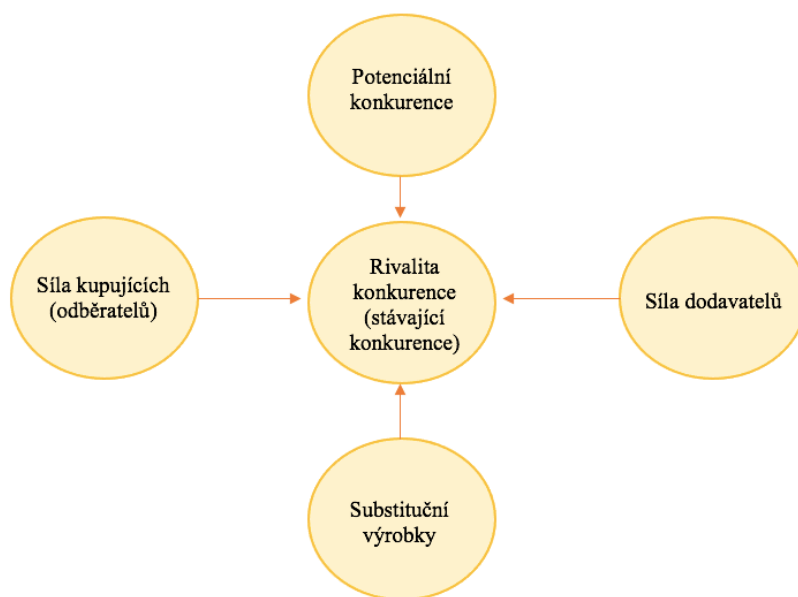 Potenciální
konkurence
Síla kupujících
(odběratelů)
Rivalita
konkurence
(stávající
konkurence)
Síla dodavatelů
Substituční
výrobky